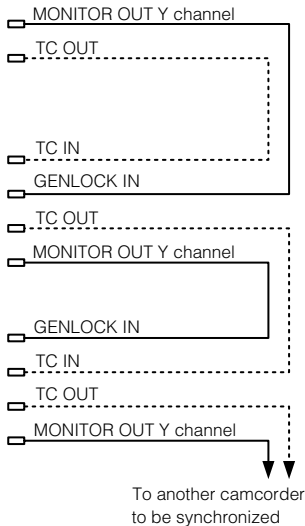 MONITOR OUT Y channel
TC OUT
TC IN
GENLOCK IN
TC OUT
MONITOR OUT Y channel
GENLOCK IN
TC IN
TC OUT
MONITOR OUT Y channel
To another camcorder
to be synchronized